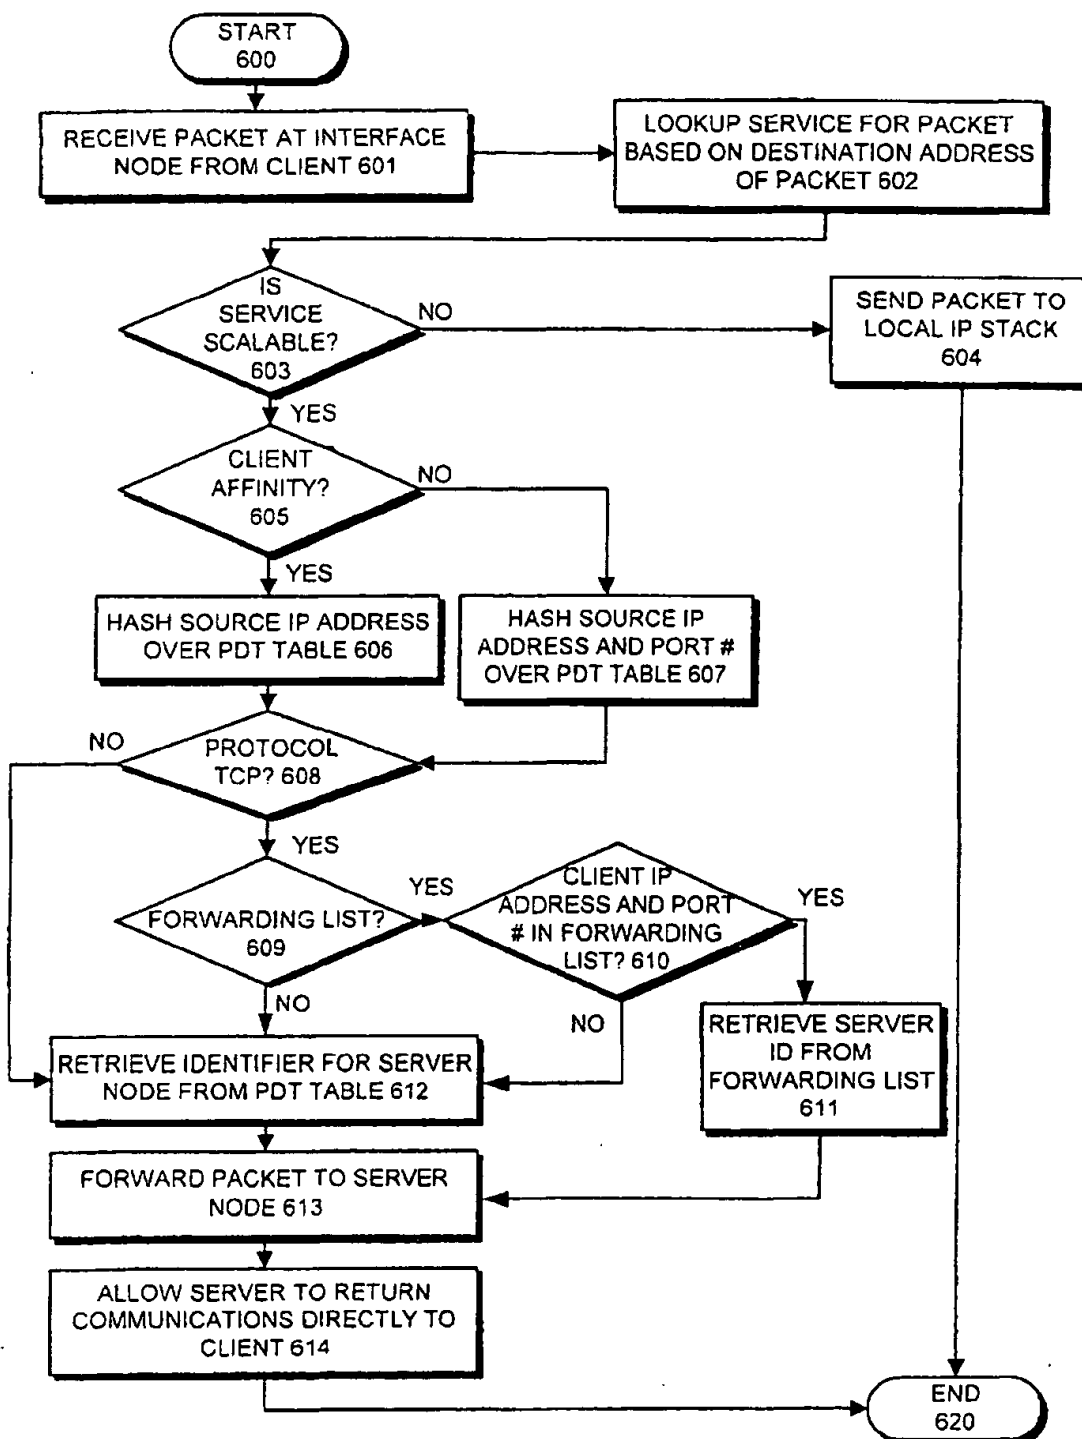 START
600
RECEIVE PACKET AT INTERFACE
NODE FROM CLIENT 601
LOOKUP SERVICE FOR PACKET
BASED ON DESTINATION ADDRESS
OF PACKET 602
IS
SERVICE
SCALABLE?
603
NO
SEND PACKET TO
LOCAL IP STACK
604
YES
CLIENT
AFFINITY?
605
NO
YES
HASH SOURCE IP ADDRESS
OVER PDT TABLE 606
HASH SOURCE IP
ADDRESS AND PORT #
OVER PDT TABLE 607
NO
PROTOCOL
TCP? 608
YES
FORWARDING LIST?
609
YES
CLIENT IP
ADDRESS AND PORT
# IN FORWARDING
LIST? 610
YES
NO
NO
RETRIEVE SERVER
ID FROM
FORWARDING LIST
611
RETRIEVE IDENTIFIER FOR SERVER
NODE FROM PDT TABLE 612
FORWARD PACKET TO SERVER
NODE 613
ALLOW SERVER TO RETURN
COMMUNICATIONS DIRECTLY TO
CLIENT 614
END
620